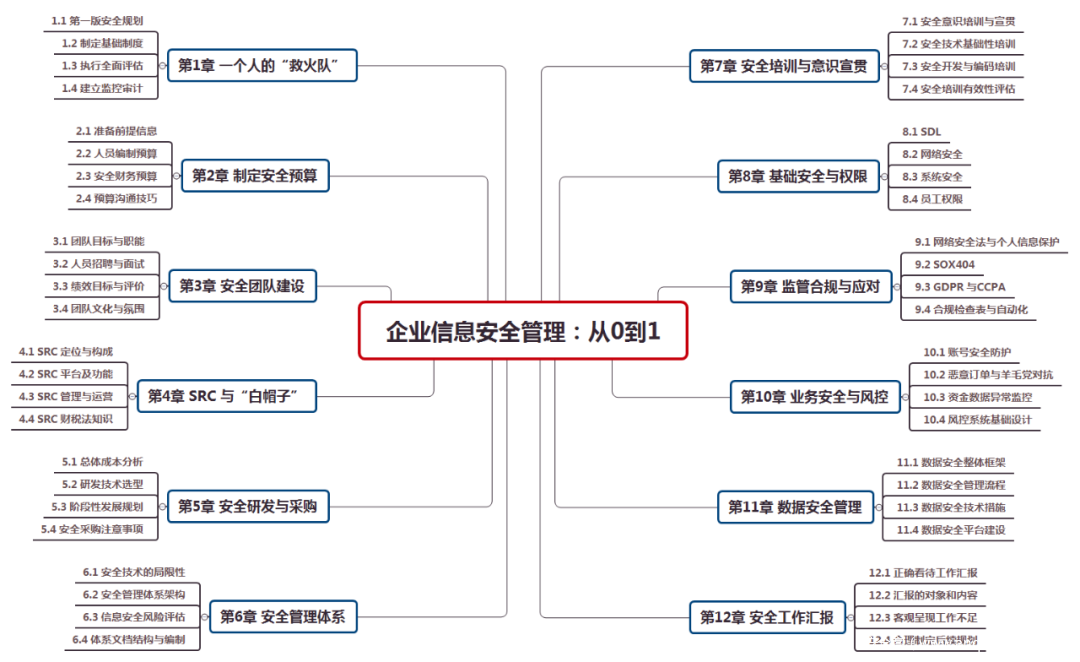 企业信息安全管理：从0到1
第1章 一个人的“救火队”
1.1 第一版安全规划
1.2 制定基础制度
1.3 执行全面评估
1.4 建立监控审计
第2章 制定安全预算
2.1 准备前提信息
2.2 人员编制预算
2.3 安全财务预算
2.4 预算沟通技巧
第3章 安全团队建设
3.1 团队目标与职能
3.2 人员招聘与面试
3.3 绩效目标与评价
3.4 团队文化与氛围
第4章 SRC 与“白帽子”
4.1 SRC 定位与构成
4.2 SRC 平台及功能
4.3 SRC 管理与运营
4.4 SRC 财税法知识
第5章 安全研发与采购
5.1 总体成本分析
5.2 研发技术选型
5.3 阶段性发展规划
5.4 安全采购注意事项
第6章 安全管理体系
6.1 安全技术的局限性
6.2 安全管理体系架构
6.3 信息安全风险评估
6.4 体系文档结构与编制
第7章 安全培训与意识宣贯
7.1 安全意识培训与宣贯
7.2 安全技术基础性培训
7.3 安全开发与编码培训
7.4 安全培训有效性评估
第8章 基础安全与权限
8.1 SDL
8.2 网络安全
8.3 系统安全
8.4 员工权限
第9章 监管合规与应对
9.1 网络安全法与个人信息保护
9.2 SOX404
9.3 GDPR 与CCPA
9.4 合规检查表与自动化
第10章 业务安全与风控
10.1 账号安全防护
10.2 恶意订单与羊毛党对抗
10.3 资金数据异常监控
10.4 风控系统基础设计
第11章 数据安全管理
11.1 数据安全整体框架
11.2 数据安全管理流程
11.3 数据安全技术措施
11.4 数据安全平台建设
第12章 安全工作汇报
12.1 正确看待工作汇报
12.2 汇报的对象和内容
12.3 客观呈现工作不足
12.4 合理制定后续规划